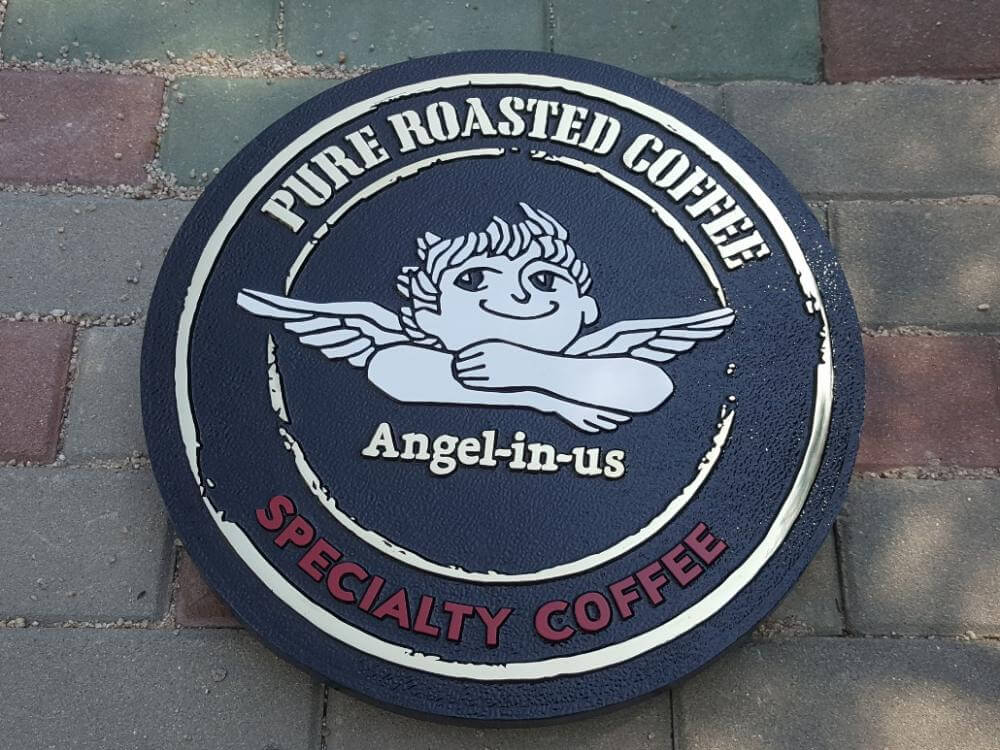 PURE ROASTED COFFEE
Angel-in-us
SPECIALTY COFFEE